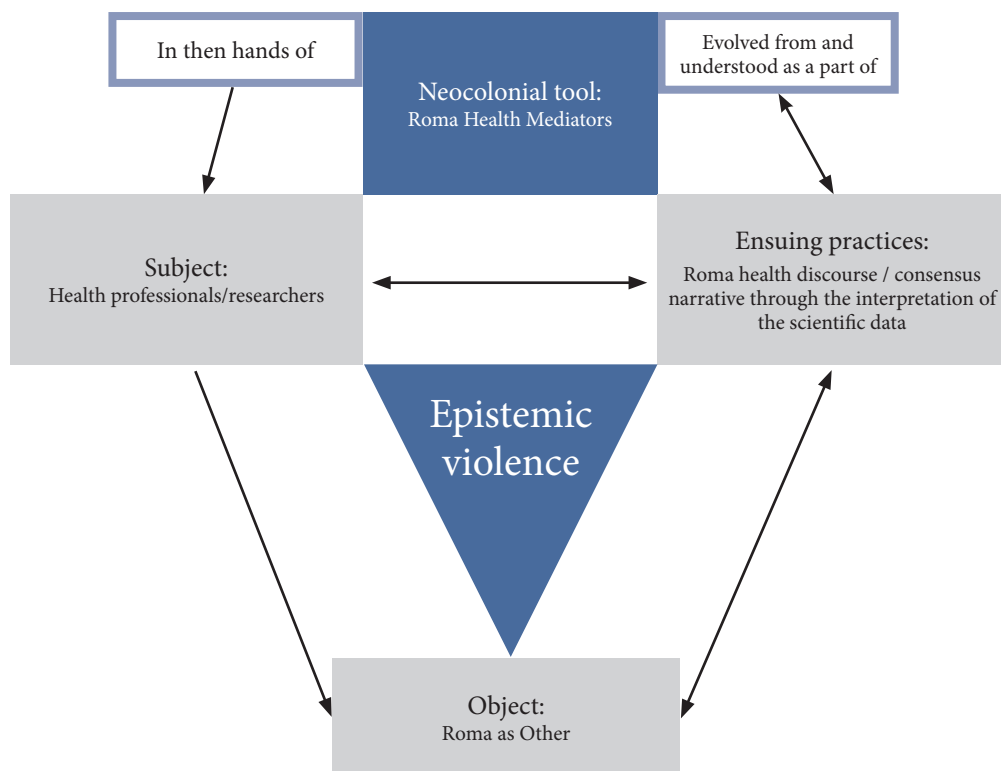 In then hands of
Neocolonial tool:
Roma Health Mediators
Evolved from and
understood as a part of
Subject:
Health professionals/researchers
Ensuing practices:
Roma health discourse / consensus
narrative through the interpretation of
the scientific data
Epistemic
violence
Object:
Roma as Other